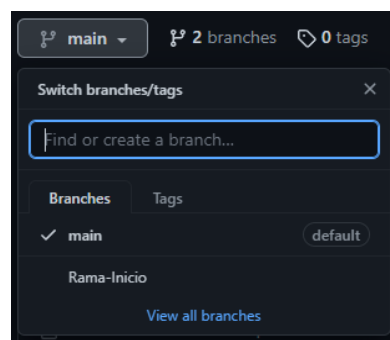 main 2 branches 0 tags
Switch branches/tags
Find or create a branch...
Branches Tags
main default
Rama-Inicio
View all branches